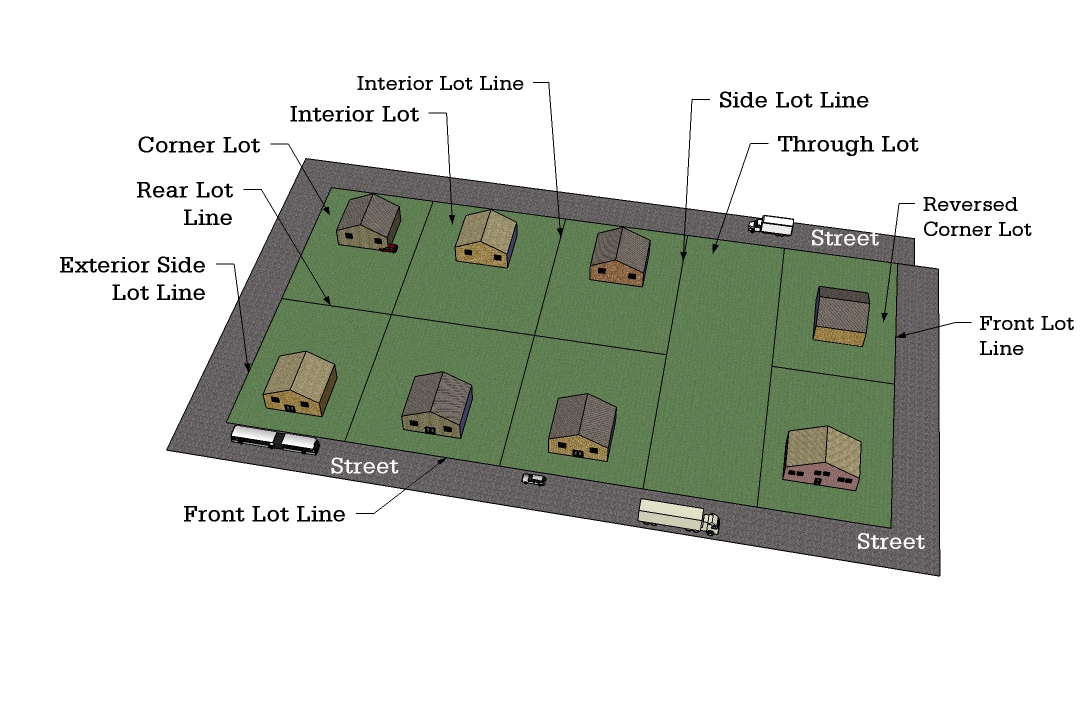 Interior Lot Line
Interior Lot
Side Lot Line
Corner Lot
Through Lot
Rear Lot
Line
Reversed
Corner Lot
Street
Exterior Side
Lot Line
Front Lot
Line
Street
Front Lot Line
Street